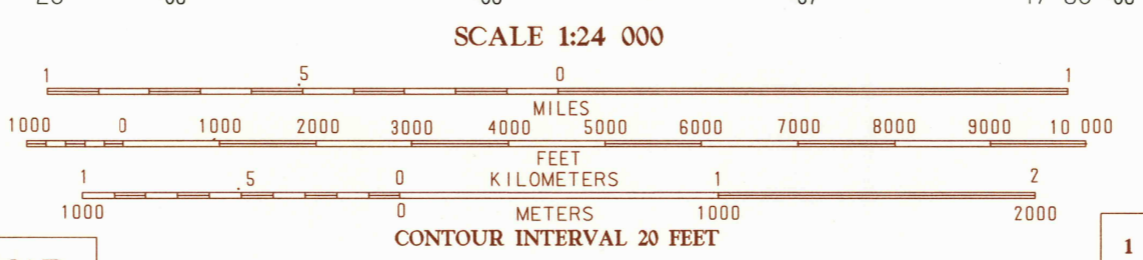 SCALE 1:24 000
1 .5 0 1
MILES
1000 0 1000 2000 3000 4000 5000 6000 7000 8000 9000 10 000
FEET
1 .5 0 KILOMETERS 1 2
1000 0 METERS 1000 2000
CONTOUR INTERVAL 20 FEET
1